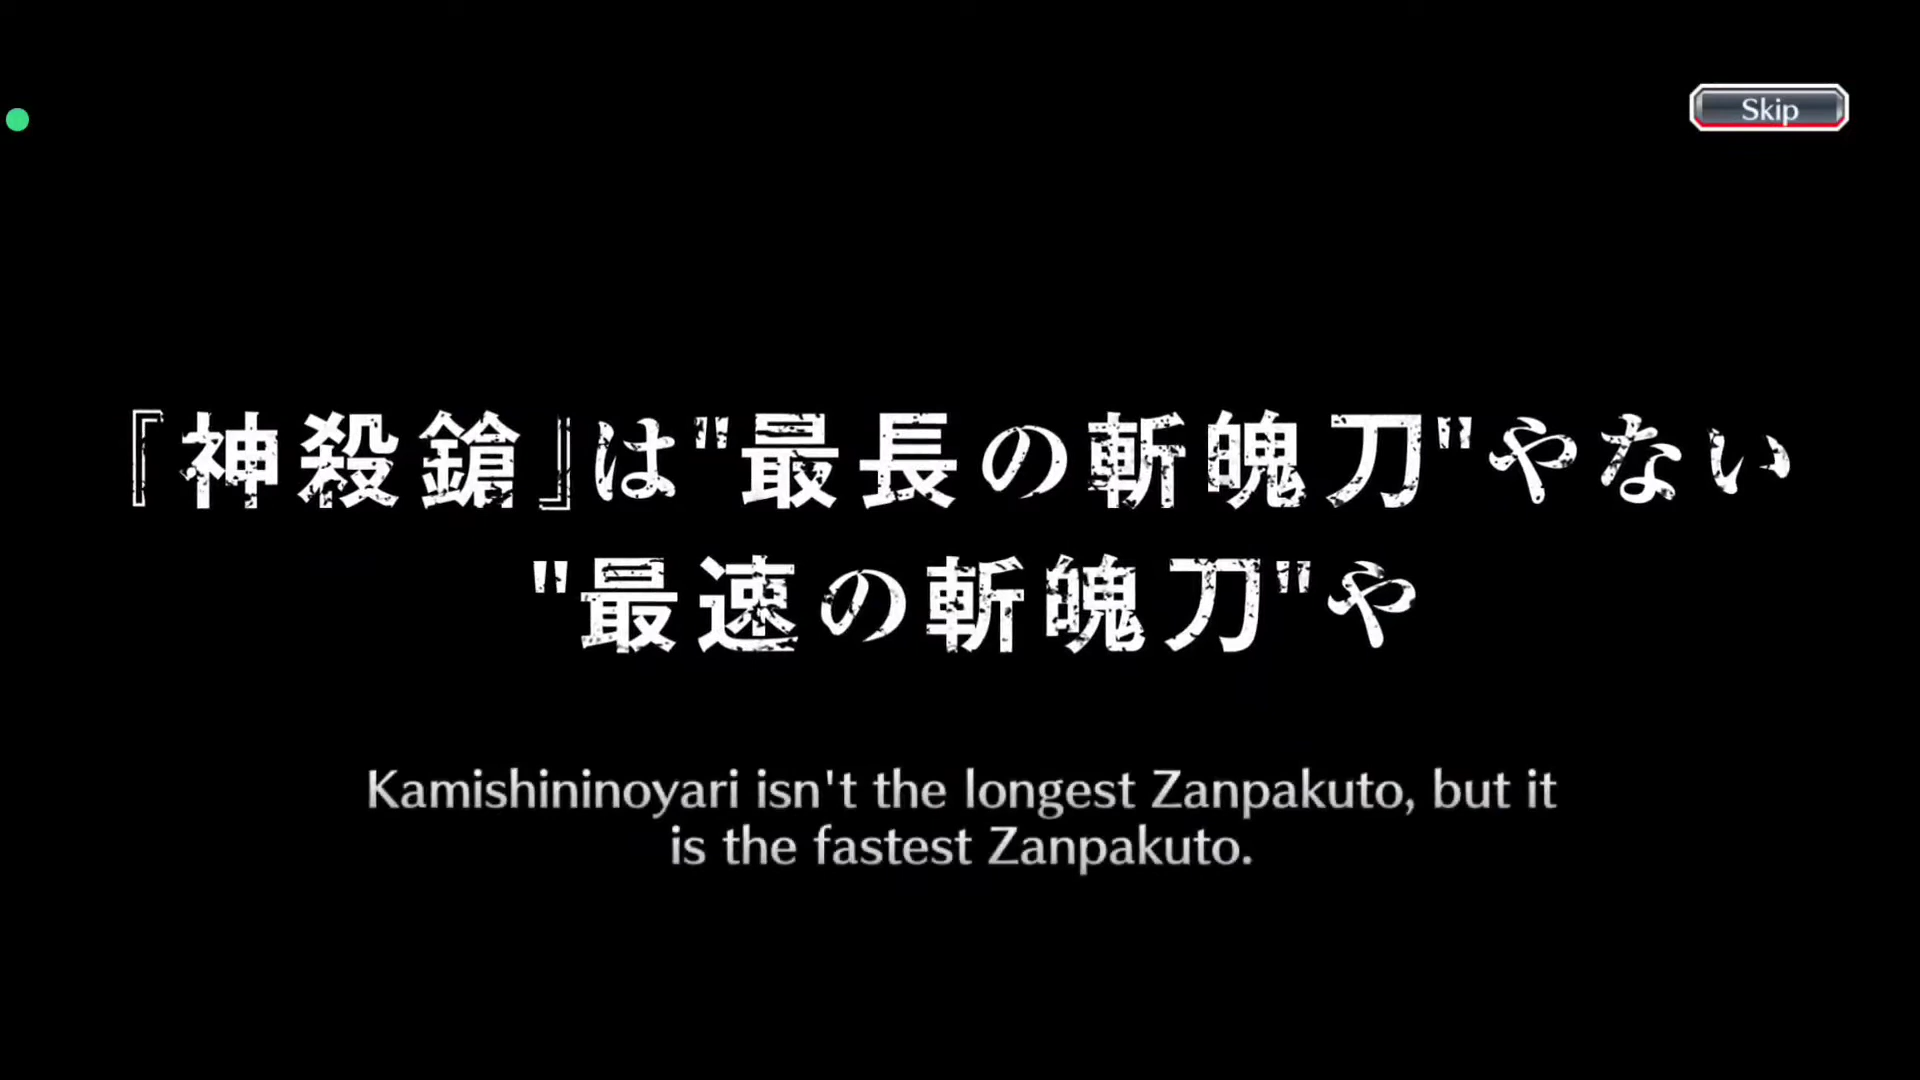 Skip
『神殺鎗』は"最長の斬魄刀"やない
"最速の斬魄刀"や
Kamishininoyari isn't the longest Zanpakuto, but it
is the fastest Zanpakuto.